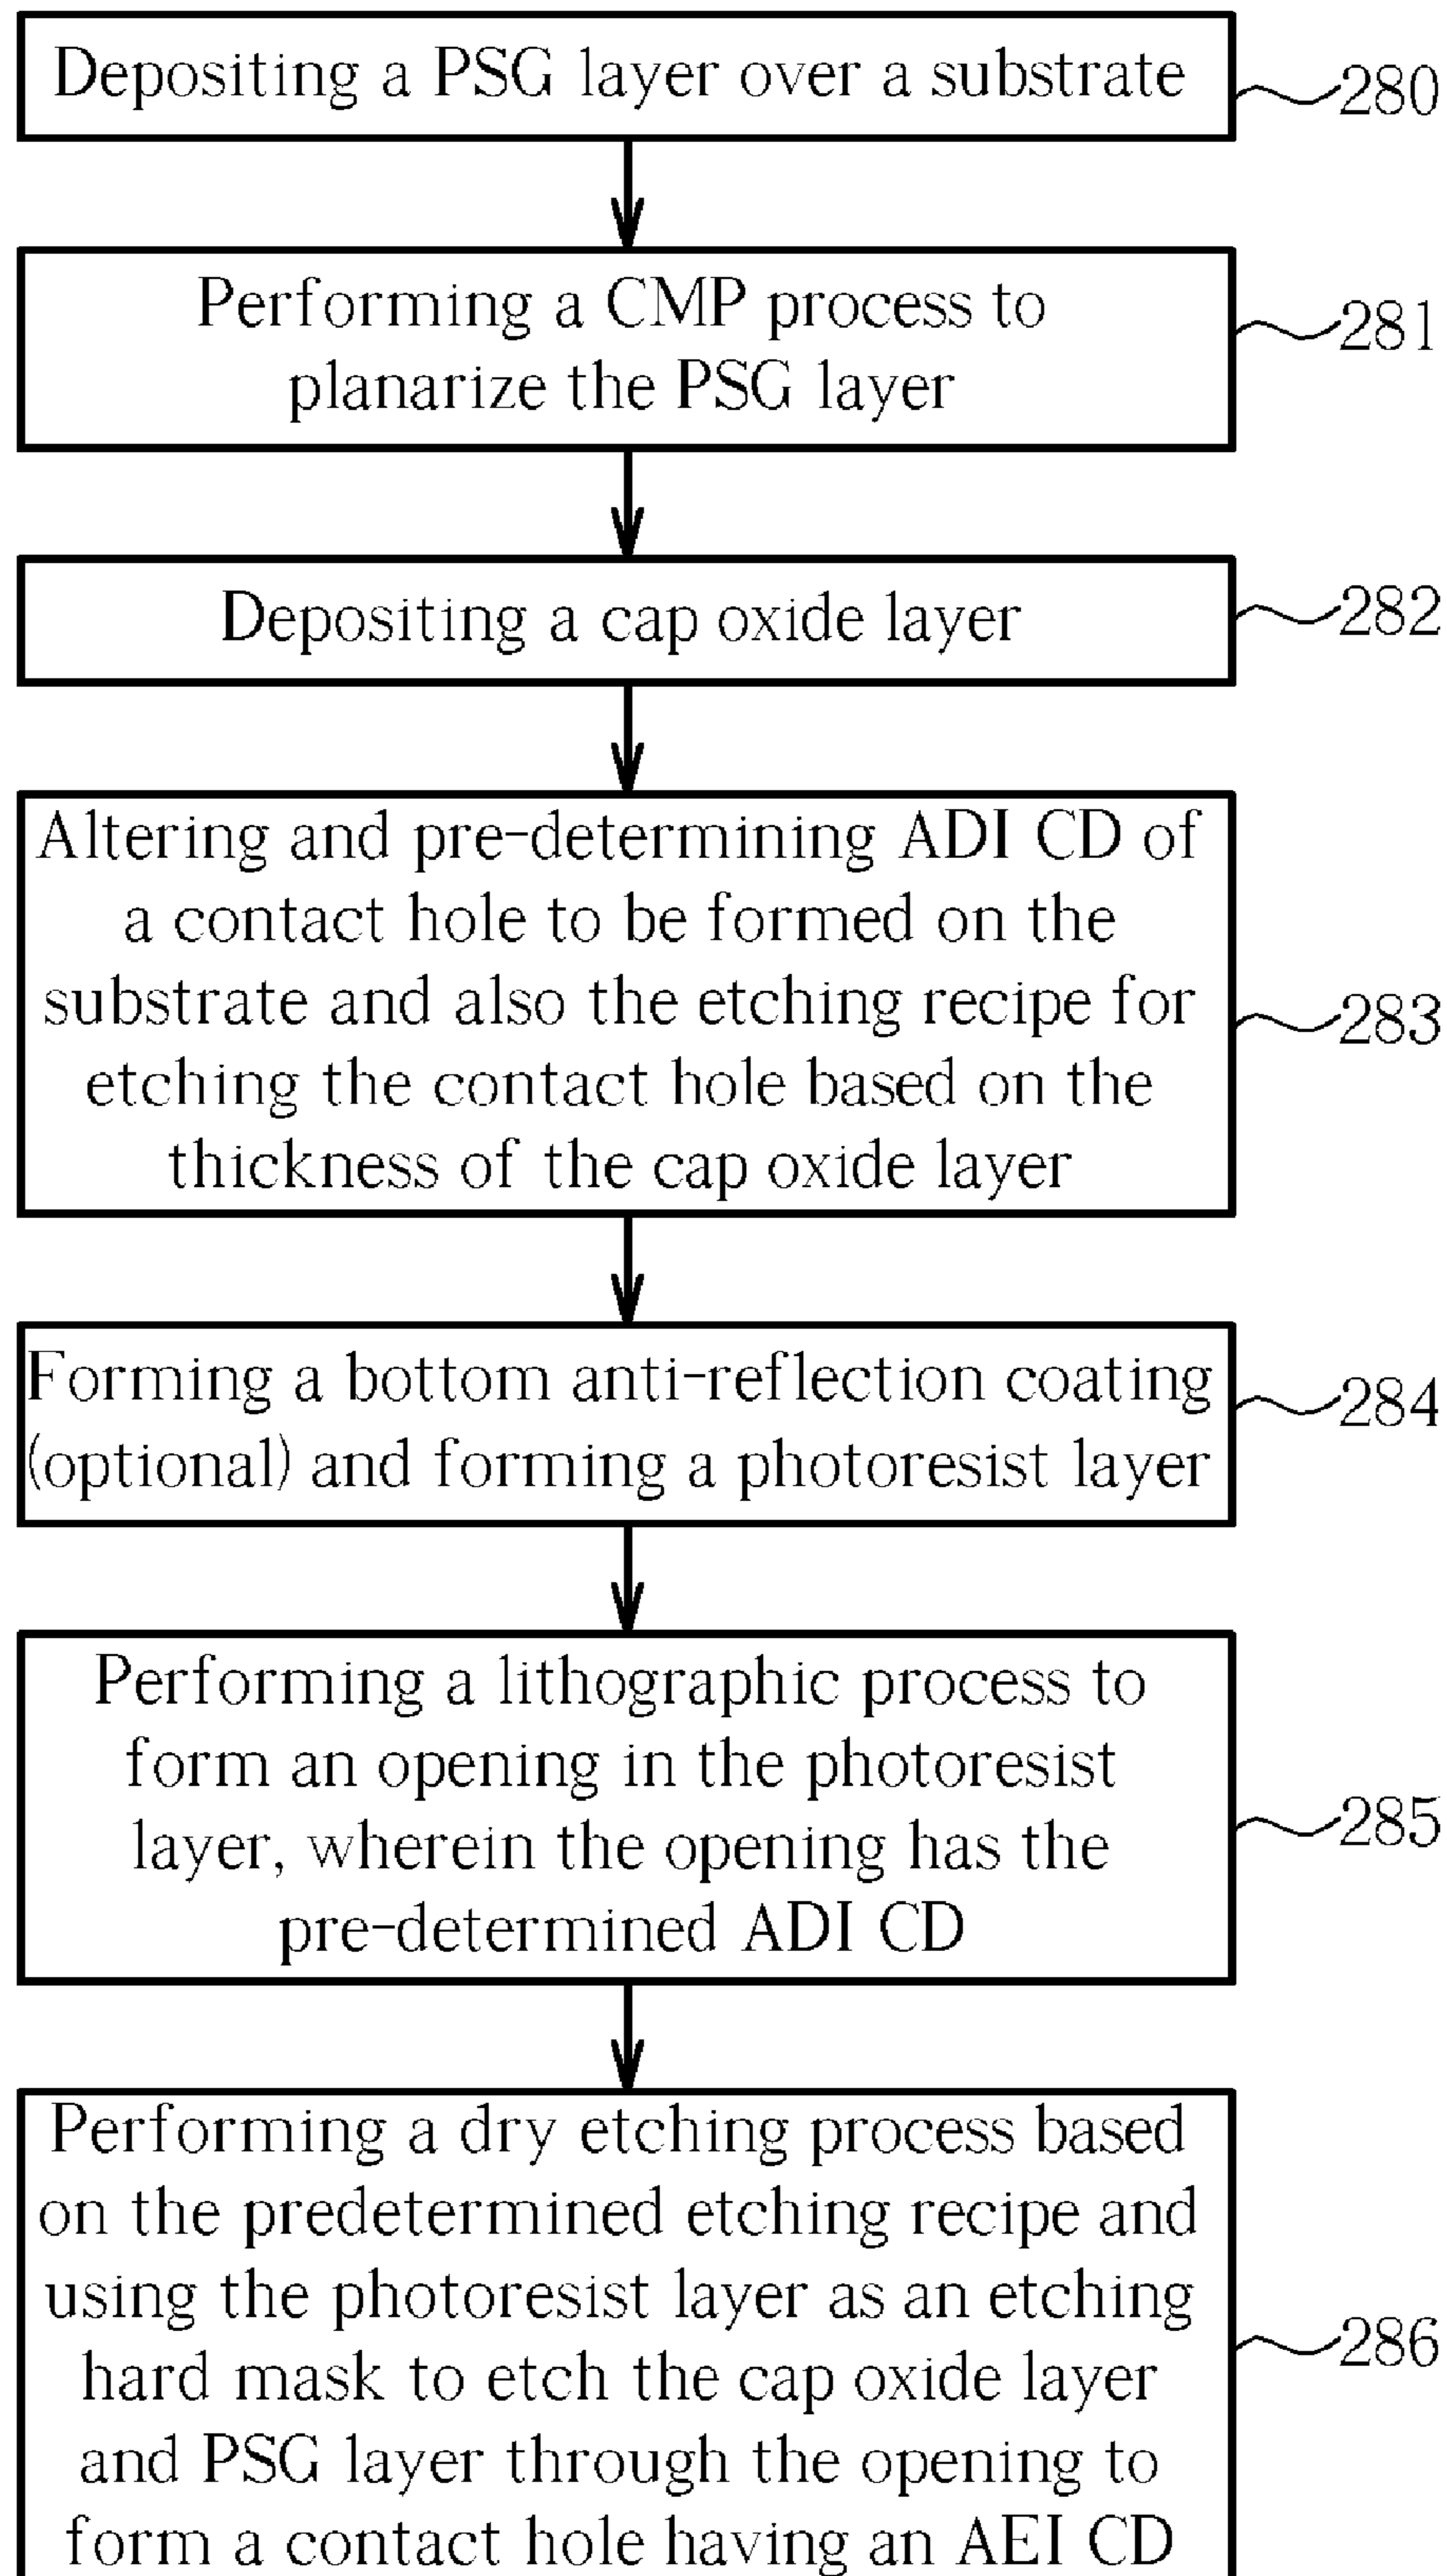 Depositing a PSG layer over a substrate
280
Performing a CMP process to
planarize the PSG layer
281
Depositing a cap oxide layer
282
Altering and pre-determining ADI CD of
a contact hole to be formed on the
substrate and also the etching recipe for
etching the contact hole based on the
thickness of the cap oxide layer
283
Forming a bottom anti-reflection coating
(optional) and forming a photoresist layer
284
Performing a lithographic process to
form an opening in the photoresist
layer, wherein the opening has the
pre-determined ADI CD
285
Performing a dry etching process based
on the predetermined etching recipe and
using the photoresist layer as an etching
hard mask to etch the cap oxide layer
and PSG layer through the opening to
form a contact hole having an AEI CD
286